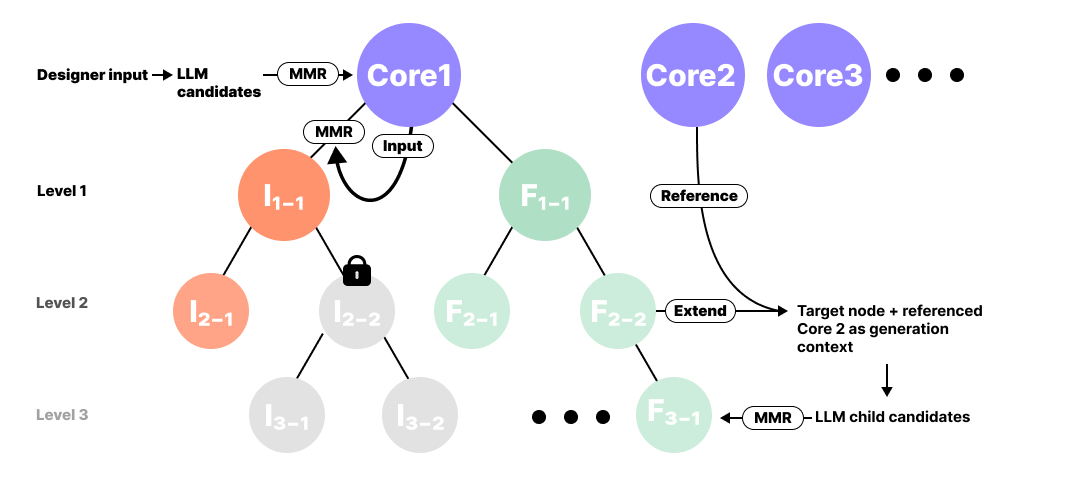 Designer input
LLM
candidates
MMR
Core1
Core2
Core3
MMR
Input
Level 1
I1−1
F1−1
Reference
Level 2
I2−1
I2−2
F2−1
F2−2
Extend
Target node + referenced
Core 2 as generation
context
Level 3
I3−1
I3−2
F3−1
MMR
LLM child candidates